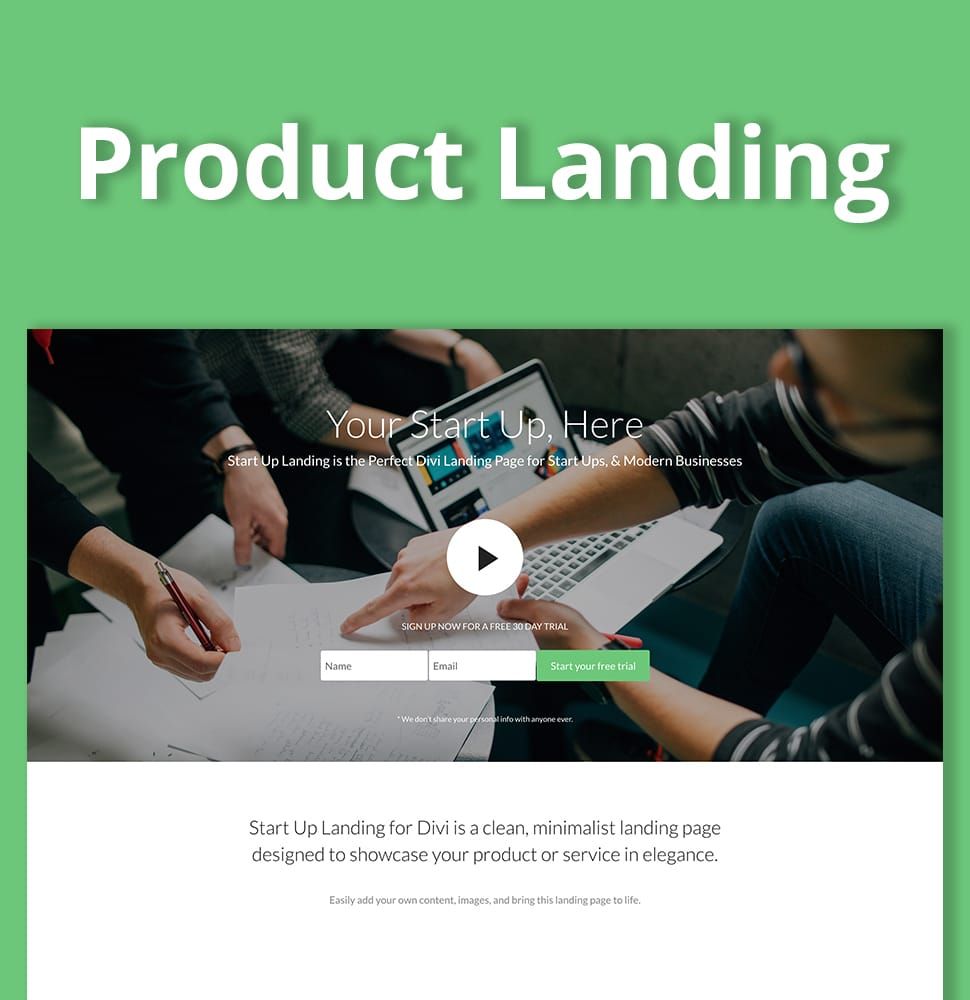 Product Landing
Your Start Up, Here
Start Up Landing is the Perfect Divi Landing Page for Start Ups, & Modern Businesses
SIGN UP NOW FOR A FREE 30 DAY TRIAL
Name
Email
Start your free trial
* We don't share your personal info with anyone ever.
Start Up Landing for Divi is a clean, minimalist landing page
designed to showcase your product or service in elegance.
Easily add your own content, images, and bring this landing page to life.